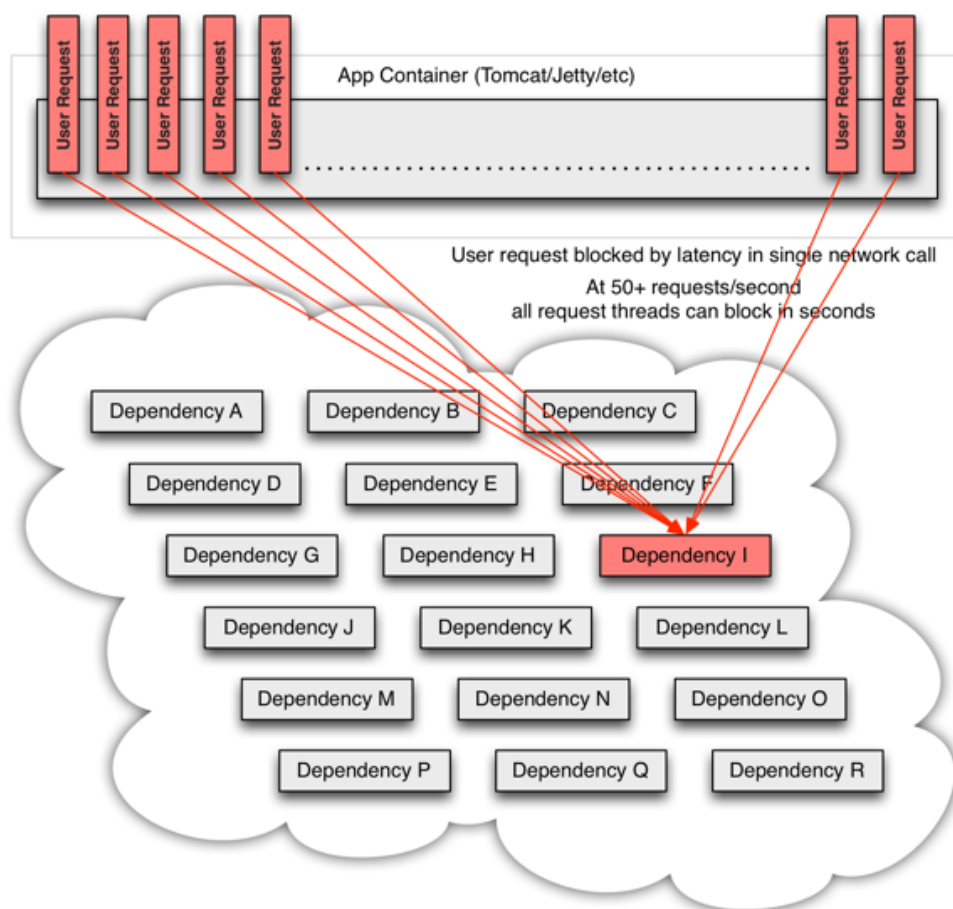 User Request
User Request
User Request
User Request
User Request
User Request
User Request
App Container (Tomcat/Jetty/etc)
User request blocked by latency in single network call
At 50+ requests/second
all request threads can block in seconds
Dependency A
Dependency B
Dependency C
Dependency D
Dependency E
Dependency F
Dependency G
Dependency H
Dependency I
Dependency J
Dependency K
Dependency L
Dependency M
Dependency N
Dependency O
Dependency P
Dependency Q
Dependency R